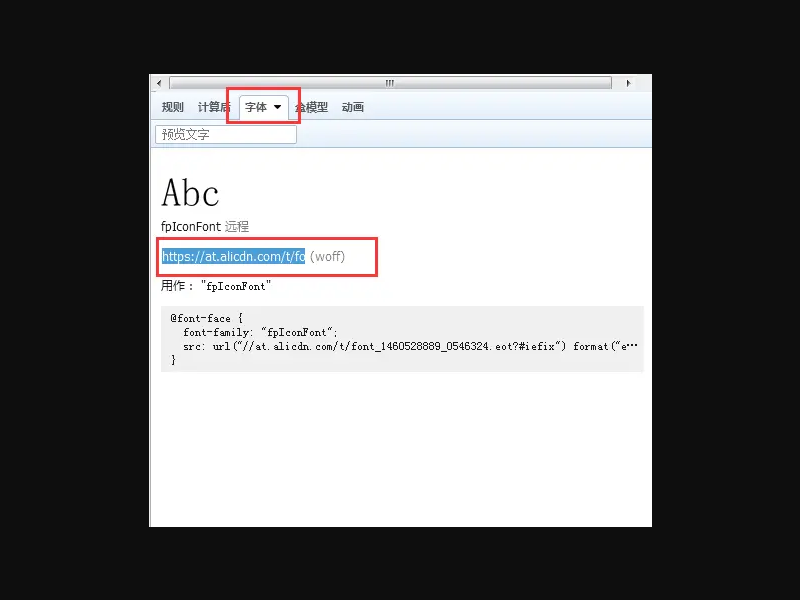 规则 计算后 字体 盒模型 动画
预览文字
Abc
fpIconFont 远程
https://at.alicdn.com/t/fo (woff)
用作："fpIconFont"
@font-face {
font-family: "fpIconFont";
src: url("//at.alicdn.com/t/font_1460528889_0546324.eot?#iefix") format("e···
}